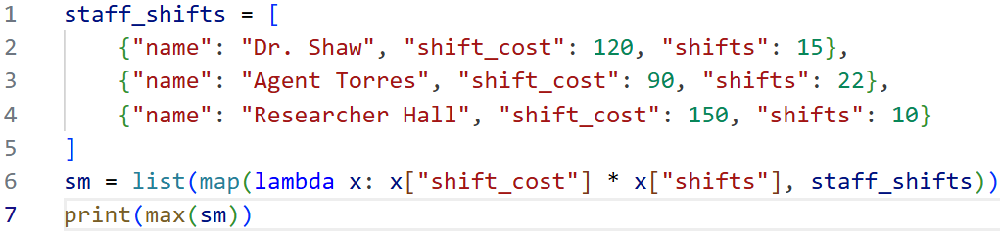 1 staff_shifts = [
2     {"name": "Dr. Shaw", "shift_cost": 120, "shifts": 15},
3     {"name": "Agent Torres", "shift_cost": 90, "shifts": 22},
4     {"name": "Researcher Hall", "shift_cost": 150, "shifts": 10}
5 ]
6 sm = list(map(lambda x: x["shift_cost"] * x["shifts"], staff_shifts))
7 print(max(sm))